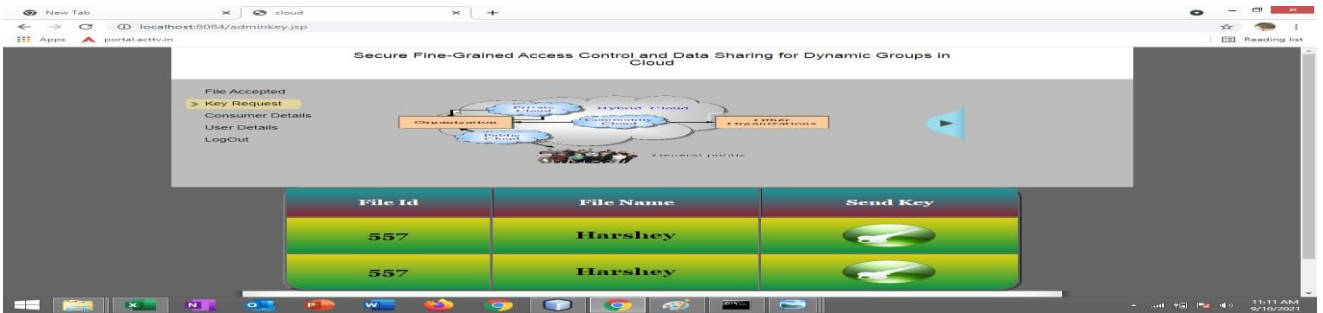 New Tab
cloud
localhost:8084/adminkey.jsp
Apps
portal.acttv.in
Reading list
Secure Fine-Grained Access Control and Data Sharing for Dynamic Groups in
Cloud
File Accepted
> Key Request
Consumer Details
User Details
LogOut
Private
Cloud
Hybrid Cloud
Organization
Community
Cloud
Other
Organizations
Public
Cloud
General public
File Id File Name Send Key
557 Harshey
557 Harshey
11:11 AM
9/10/2021